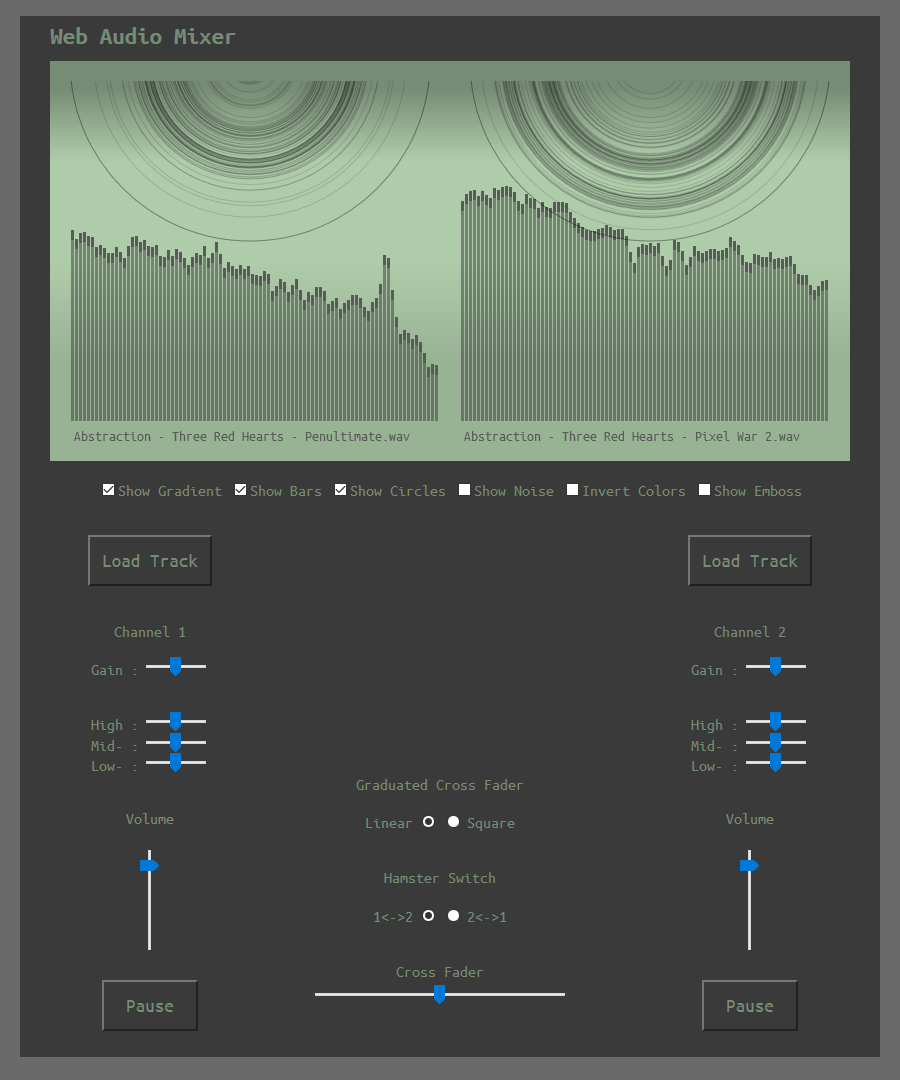 Web Audio Mixer
Abstraction - Three Red Hearts - Penultimate.wav
Abstraction - Three Red Hearts - Pixel War 2.wav
Show Gradient Show Bars Show Circles Show Noise Invert Colors Show Emboss
Load Track
Load Track
Channel 1
Channel 2
Gain :
Gain :
High :
High :
Mid- :
Mid- :
Low- :
Low- :
Graduated Cross Fader
Volume
Volume
Linear Square
Hamster Switch
1<->2 2<->1
Cross Fader
Pause
Pause